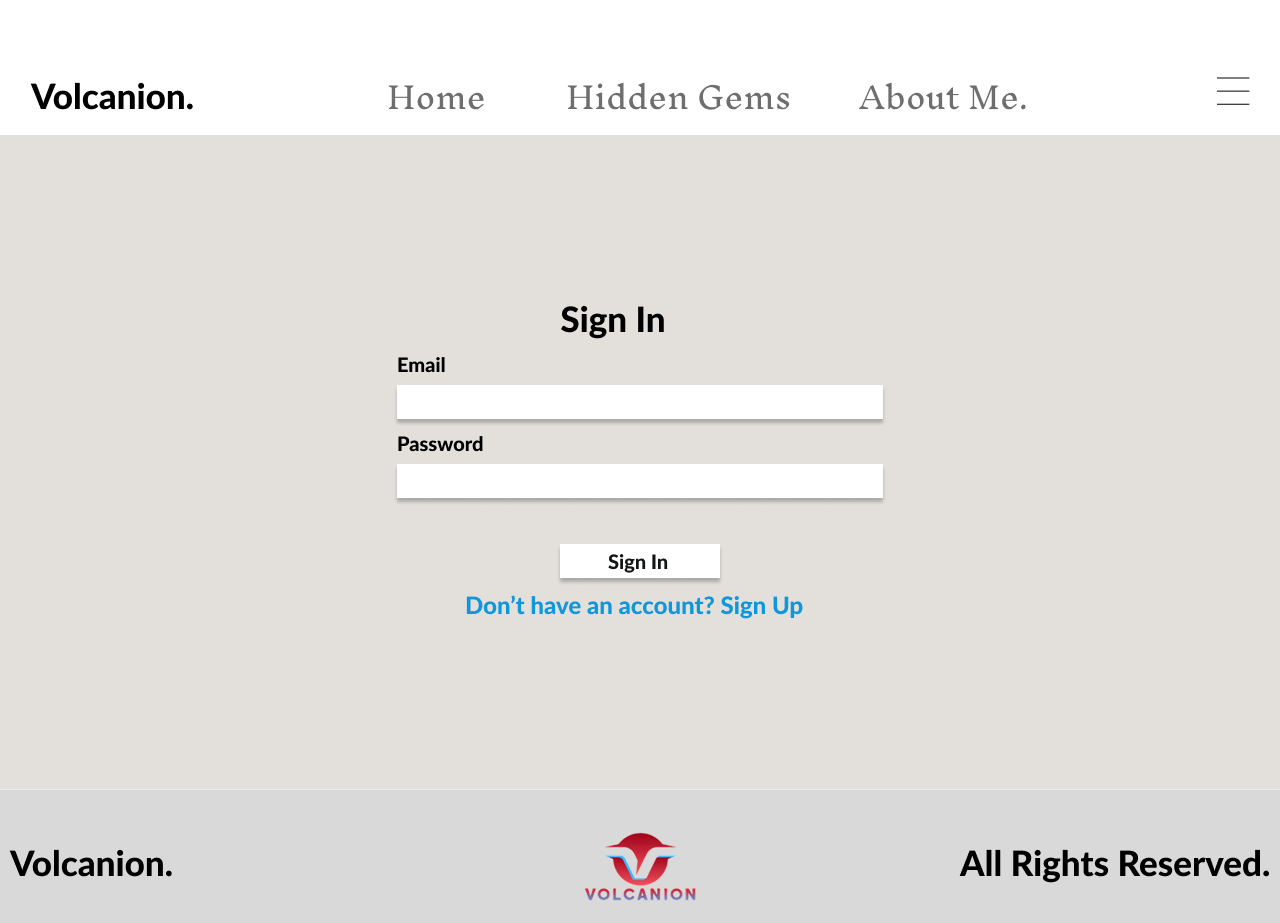 Volcanion.
Home
Hidden Gems
About Me.
Sign In
Email
Password
Sign In
Don’t have an account? Sign Up
Volcanion.
VOLCANION
All Rights Reserved.